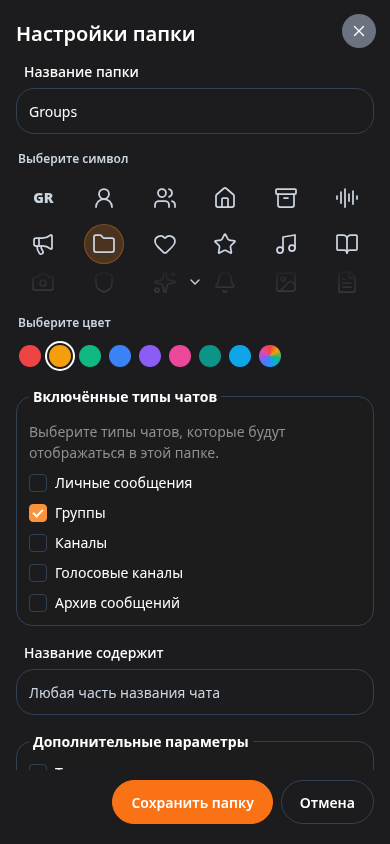 Настройки папки
Название папки
Groups
Выберите символ
GR
Выберите цвет
Включённые типы чатов
Выберите типы чатов, которые будут
отображаться в этой папке.
Личные сообщения
Группы
Каналы
Голосовые каналы
Архив сообщений
Название содержит
Любая часть названия чата
Дополнительные параметры
Сохранить папку
Отмена